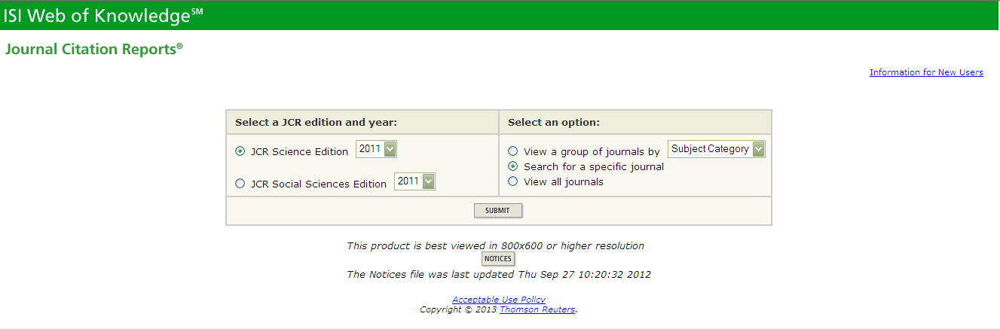 ISI Web of Knowledge℠
Journal Citation Reports®
Information for New Users
Select a JCR edition and year:
Select an option:
JCR Science Edition 2011
View a group of journals by Subject Category
Search for a specific journal
JCR Social Sciences Edition 2011
View all journals
SUBMIT
This product is best viewed in 800x600 or higher resolution
NOTICES
The Notices file was last updated Thu Sep 27 10:20:32 2012
Acceptable Use Policy
Copyright © 2013 Thomson Reuters.